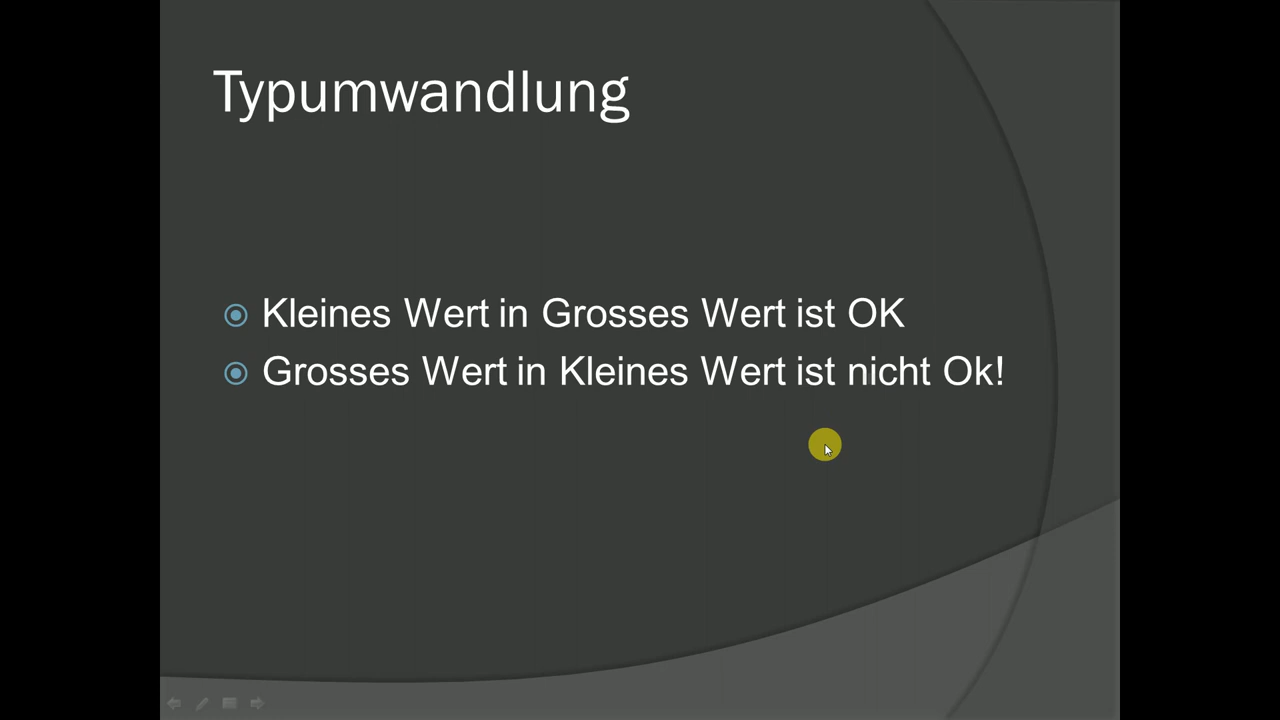 Typumwandlung
Kleines Wert in Grosses Wert ist OK
Grosses Wert in Kleines Wert ist nicht Ok!